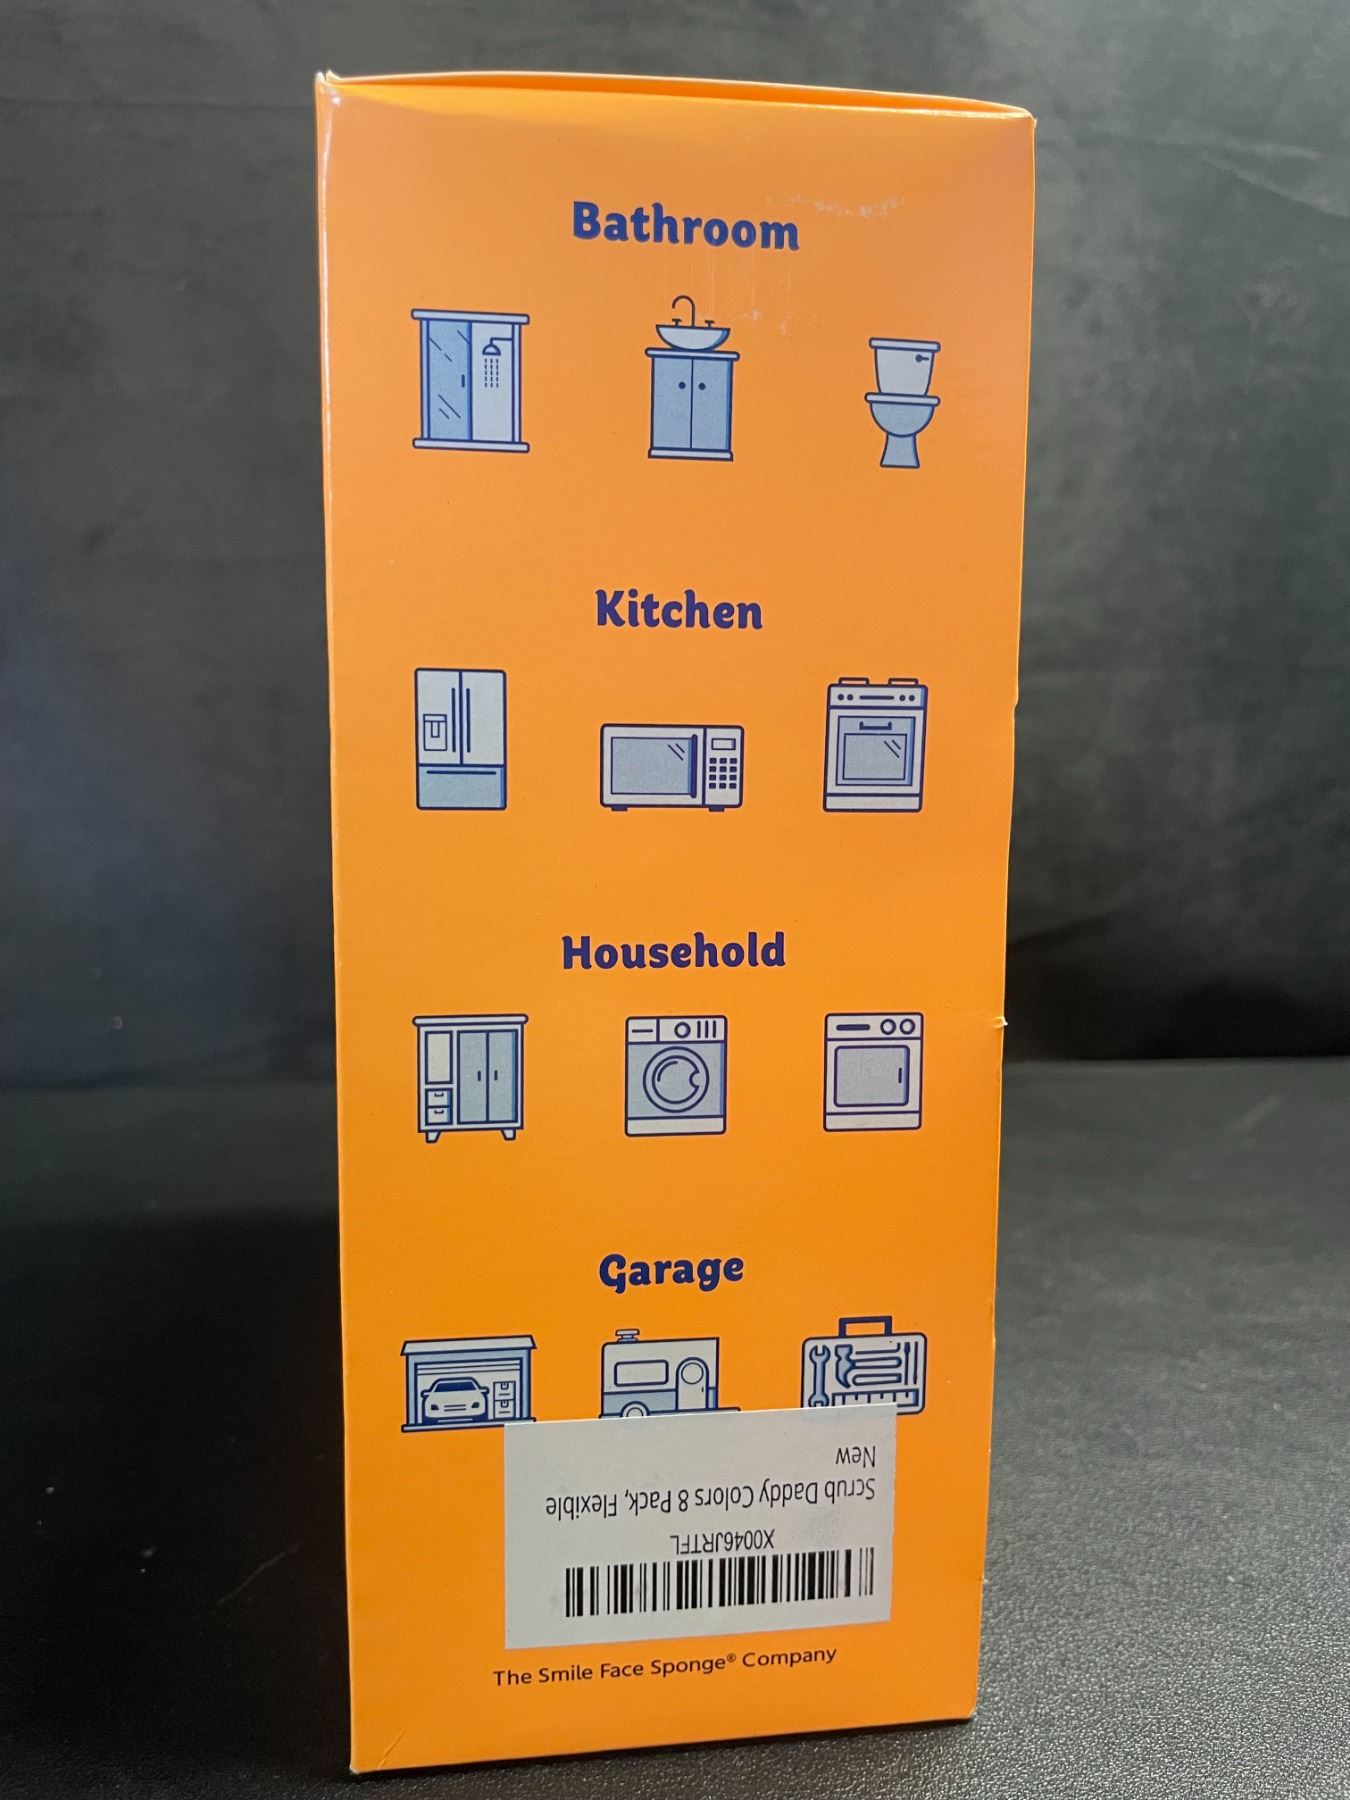 Bathroom
Kitchen
Household
Garage
New
Scrub Daddy Colors 8 Pack, Flexible
X0046JRTFL
The Smile Face Sponge® Company